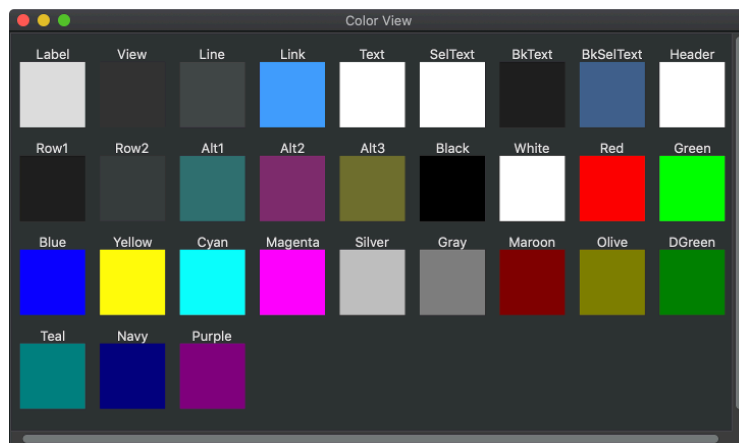 Color View
Label View Line Link Text SelText BkText BkSelText Header
Row1 Row2 Alt1 Alt2 Alt3 Black White Red Green
Blue Yellow Cyan Magenta Silver Gray Maroon Olive DGreen
Teal Navy Purple